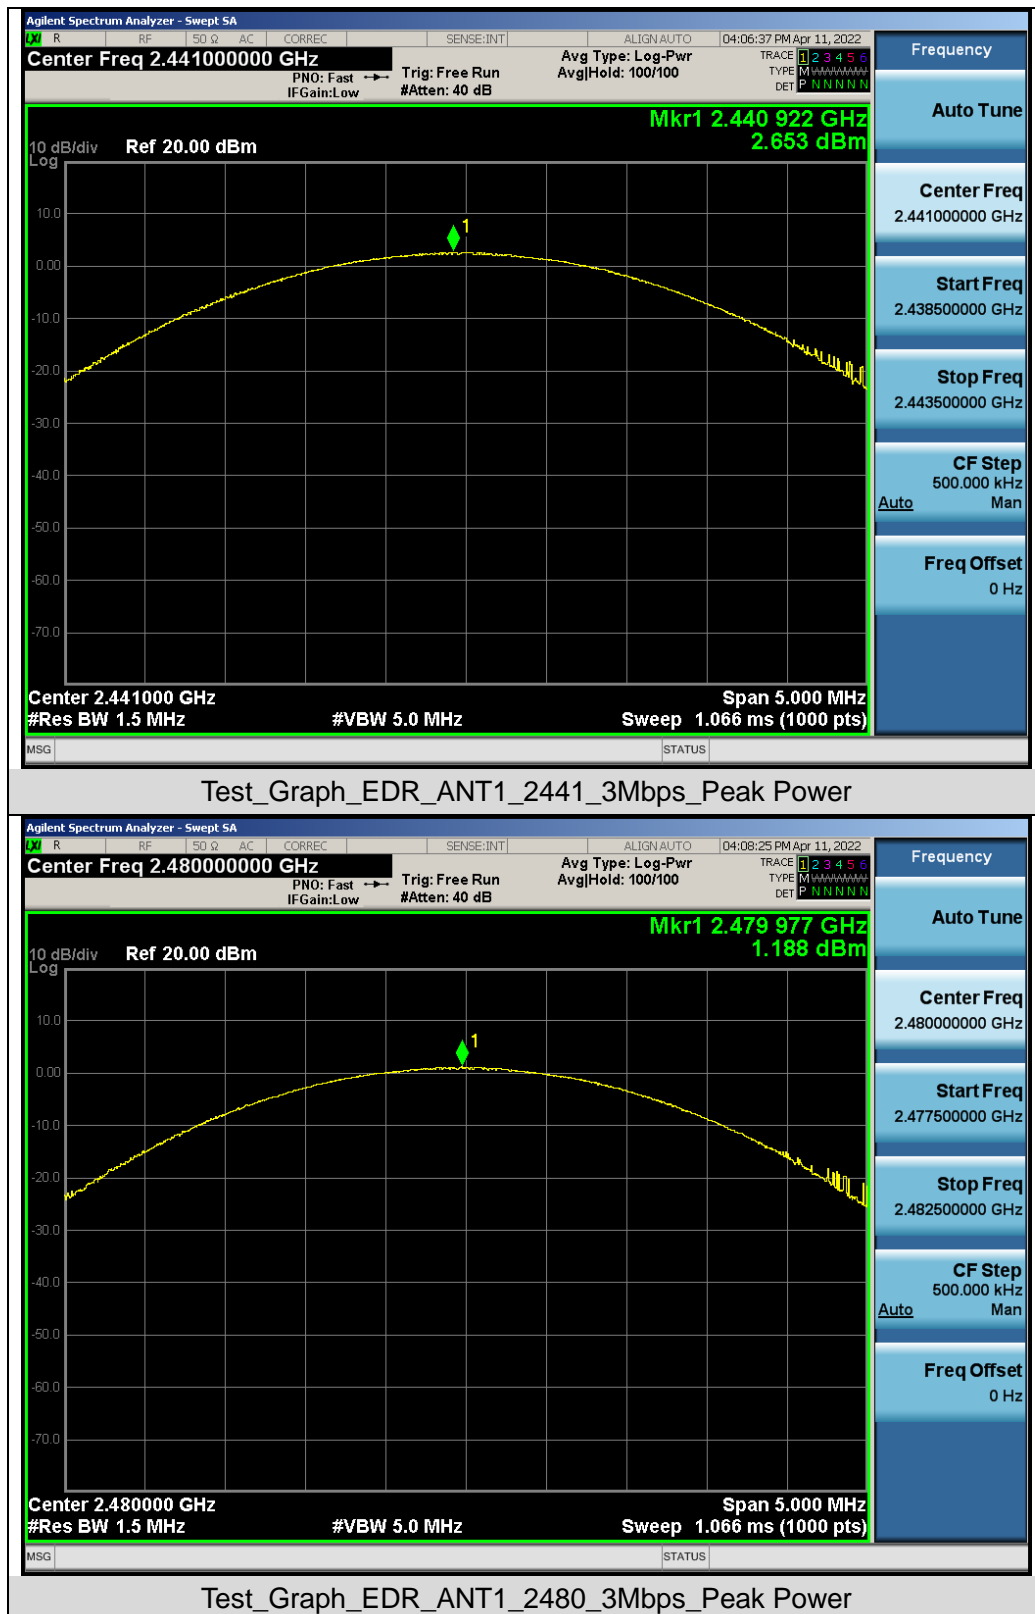 Agilent Spectrum Analyzer - Swept SA
LXI R RF 50 Ω AC CORREC SENSE:INT ALIGN AUTO 04:06:37 PM Apr 11, 2022
Center Freq 2.441000000 GHz
PNO: Fast
IFGain:Low
Trig: Free Run
#Atten: 40 dB
Avg Type: Log-Pwr
Avg|Hold: 100/100
TRACE 1 2 3 4 5 6
TYPE M
DET P N N N N N
Mkr1 2.440 922 GHz
2.653 dBm
10 dB/div Ref 20.00 dBm
Log
1
10.0
0.00
-10.0
-20.0
-30.0
-40.0
-50.0
-60.0
-70.0
Center 2.441000 GHz Span 5.000 MHz
#Res BW 1.5 MHz #VBW 5.0 MHz Sweep 1.066 ms (1000 pts)
MSG STATUS
Frequency
Auto Tune
Center Freq
2.441000000 GHz
Start Freq
2.438500000 GHz
Stop Freq
2.443500000 GHz
CF Step
500.000 kHz
Auto Man
Freq Offset
0 Hz
Test_Graph_EDR_ANT1_2441_3Mbps_Peak Power
Agilent Spectrum Analyzer - Swept SA
LXI R RF 50 Ω AC CORREC SENSE:INT ALIGN AUTO 04:08:25 PM Apr 11, 2022
Center Freq 2.480000000 GHz
PNO: Fast
IFGain:Low
Trig: Free Run
#Atten: 40 dB
Avg Type: Log-Pwr
Avg|Hold: 100/100
TRACE 1 2 3 4 5 6
TYPE M
DET P N N N N N
Mkr1 2.479 977 GHz
1.188 dBm
10 dB/div Ref 20.00 dBm
Log
1
10.0
0.00
-10.0
-20.0
-30.0
-40.0
-50.0
-60.0
-70.0
Center 2.480000 GHz Span 5.000 MHz
#Res BW 1.5 MHz #VBW 5.0 MHz Sweep 1.066 ms (1000 pts)
MSG STATUS
Frequency
Auto Tune
Center Freq
2.480000000 GHz
Start Freq
2.477500000 GHz
Stop Freq
2.482500000 GHz
CF Step
500.000 kHz
Auto Man
Freq Offset
0 Hz
Test_Graph_EDR_ANT1_2480_3Mbps_Peak Power